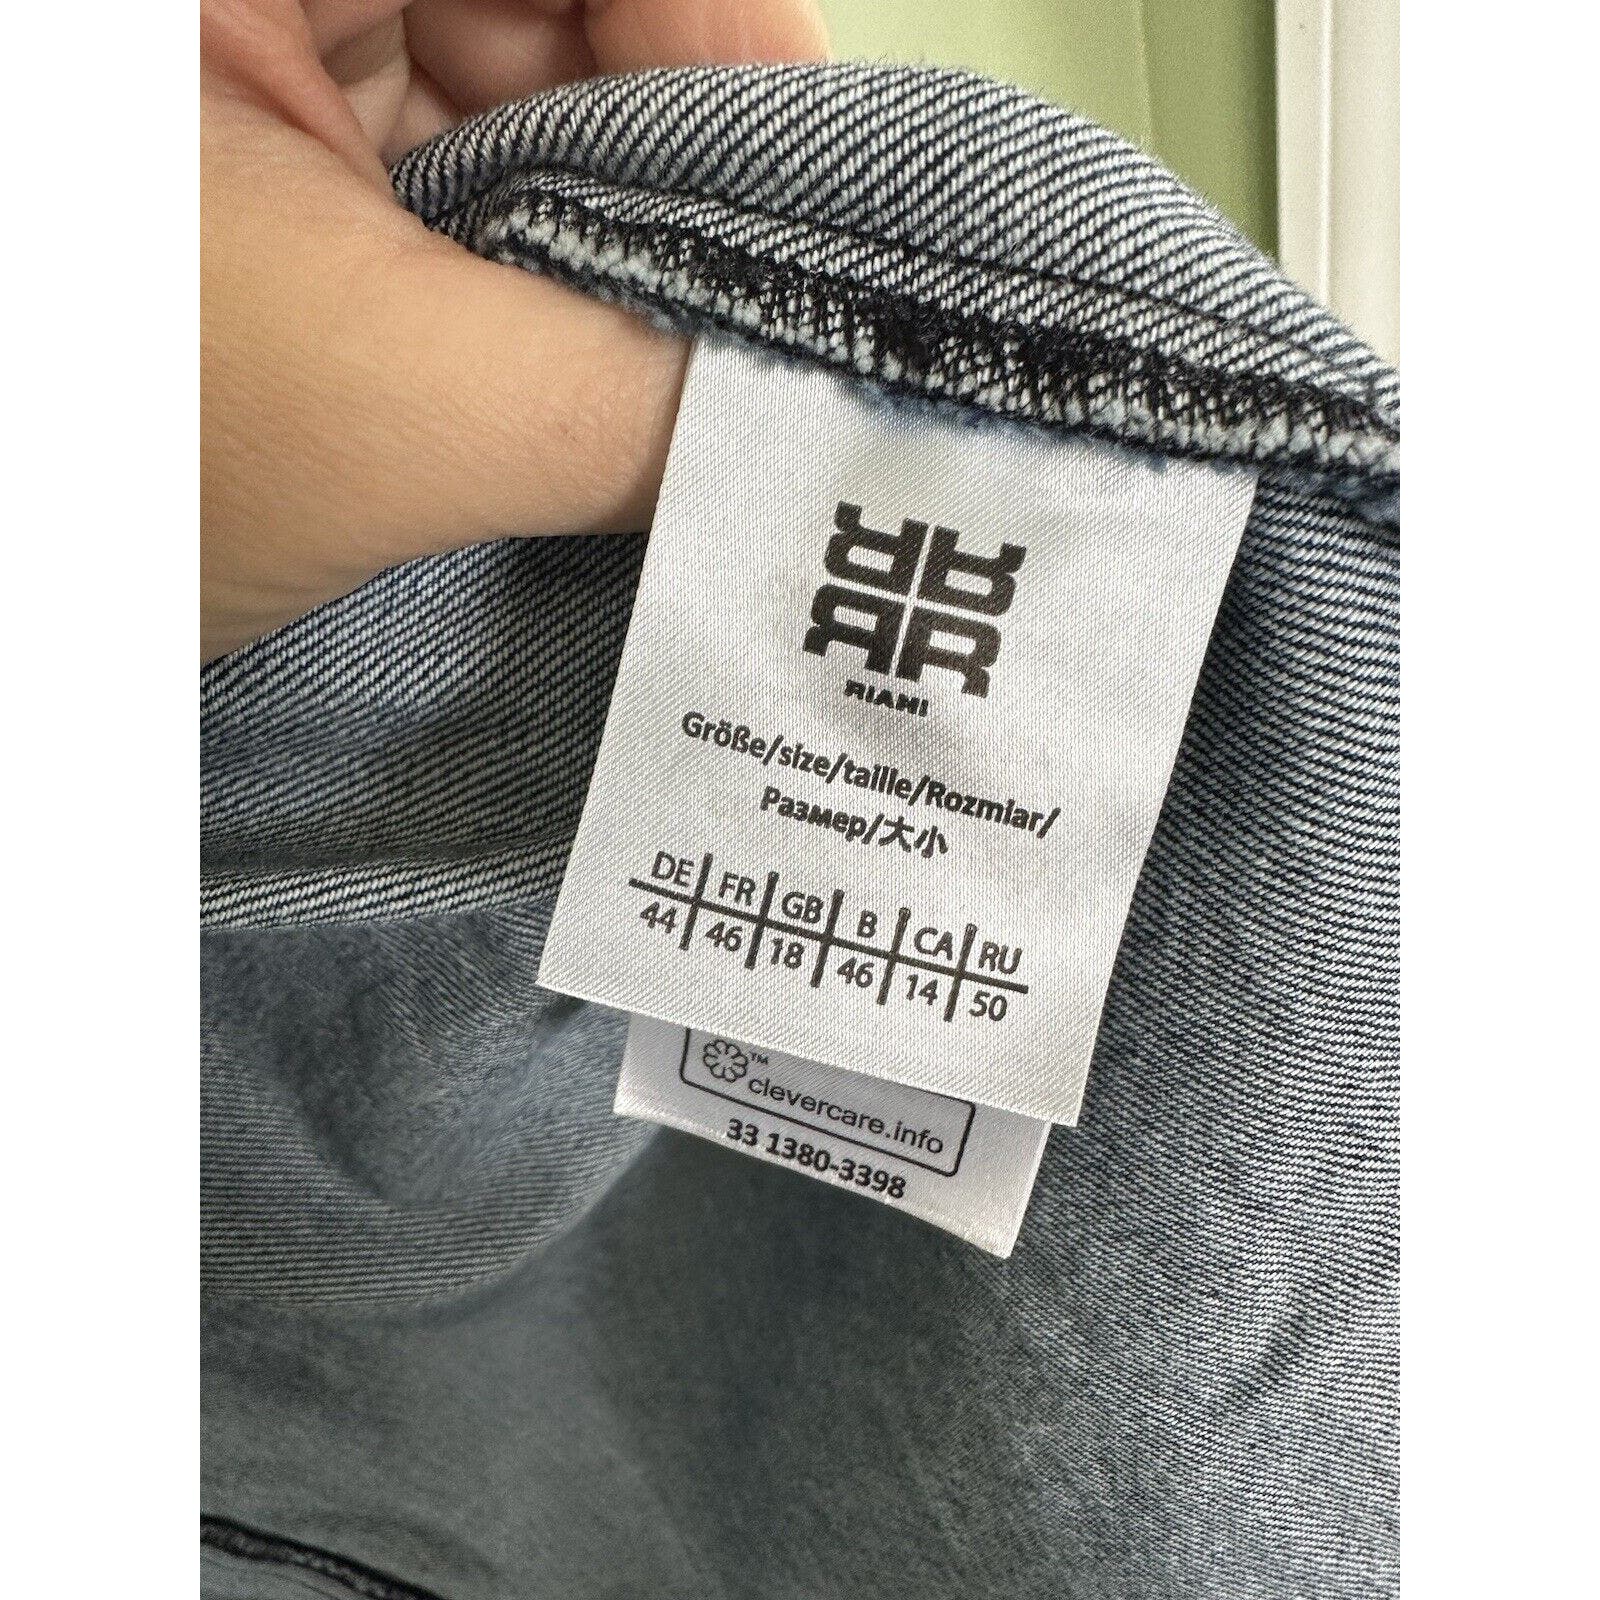 RIANI
Größe/size/taille/Rozmiar/
Размер/大小
DE | FR | GB | B | CA | RU
44 | 46 | 18 | 46 | 14 | 50
™
clevercare.info
33 1380-3398